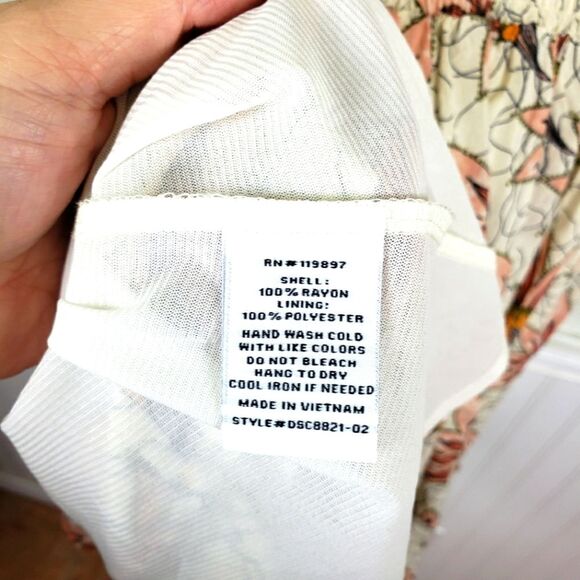 RN#119897
SHELL:
100% RAYON
LINING:
100% POLYESTER
HAND WASH COLD
WITH LIKE COLORS
DO NOT BLEACH
HANG TO DRY
COOL IRON IF NEEDED
MADE IN VIETNAM
STYLE#DSC8821-02